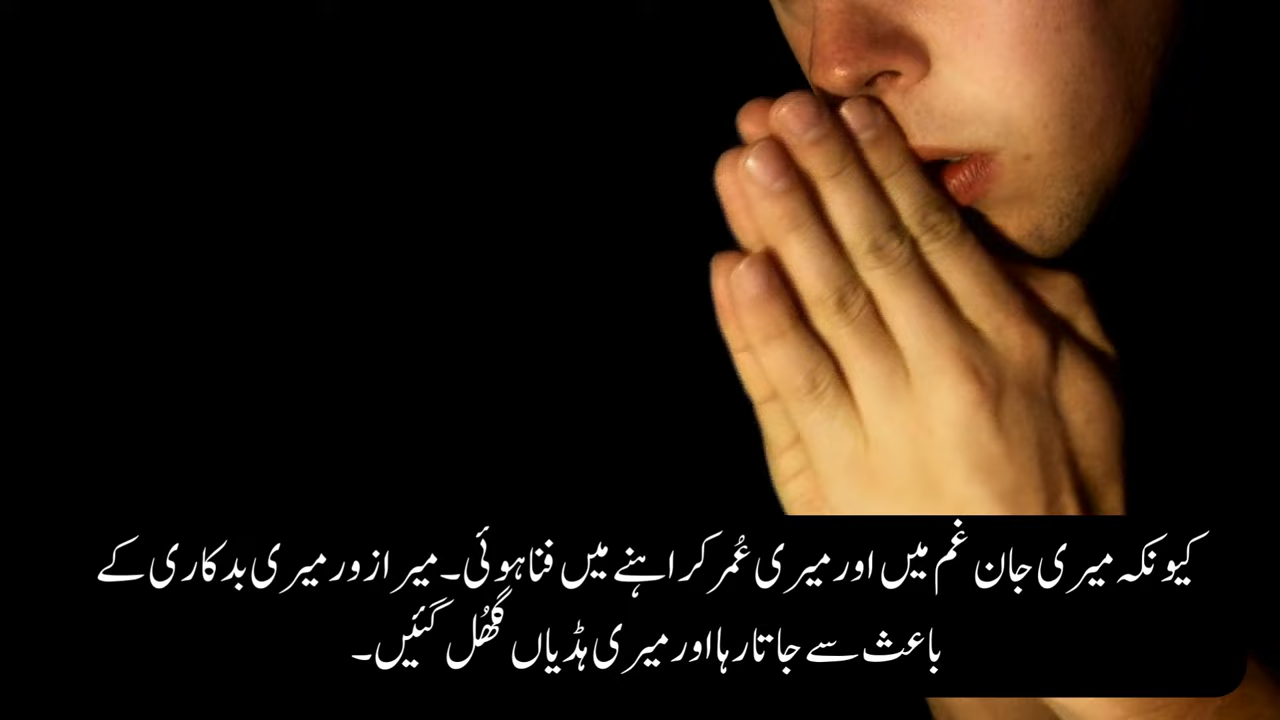 کیونکہ میری جان غم میں اور میری عُمر کراہنے میں فنا ہوئی۔ میرا زور میری بدکاری کے
باعث سے جاتا رہا اور میری ہڈیاں گھُل گئیں۔